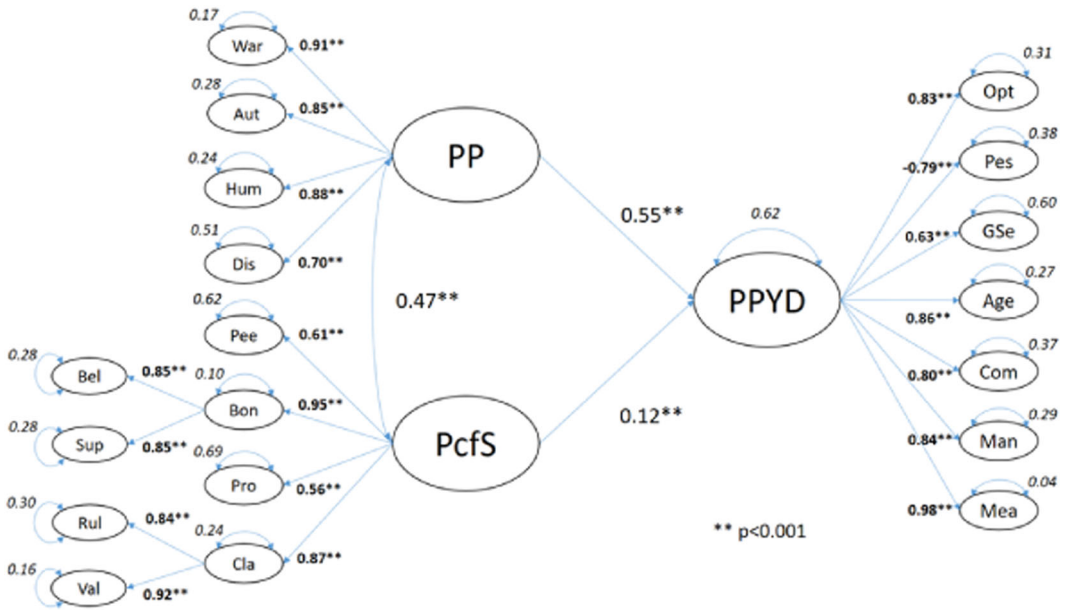 0.17
War
0.91**
0.28
Aut
0.85**
0.24
Hum
0.88**
0.51
Dis
0.70**
0.62
Pee
0.61**
0.28
Bel
0.85**
0.10
Bon
0.95**
0.28
Sup
0.85**
0.69
Pro
0.56**
0.30
Rul
0.84**
0.24
Cla
0.87**
0.16
Val
0.92**
PP
0.47**
PcfS
0.55**
0.12**
0.62
PPYD
0.31
0.83**
Opt
0.38
-0.79**
Pes
0.60
0.63**
GSe
0.27
0.86**
Age
0.37
0.80**
Com
0.29
0.84**
Man
0.04
0.98**
Mea
** p<0.001